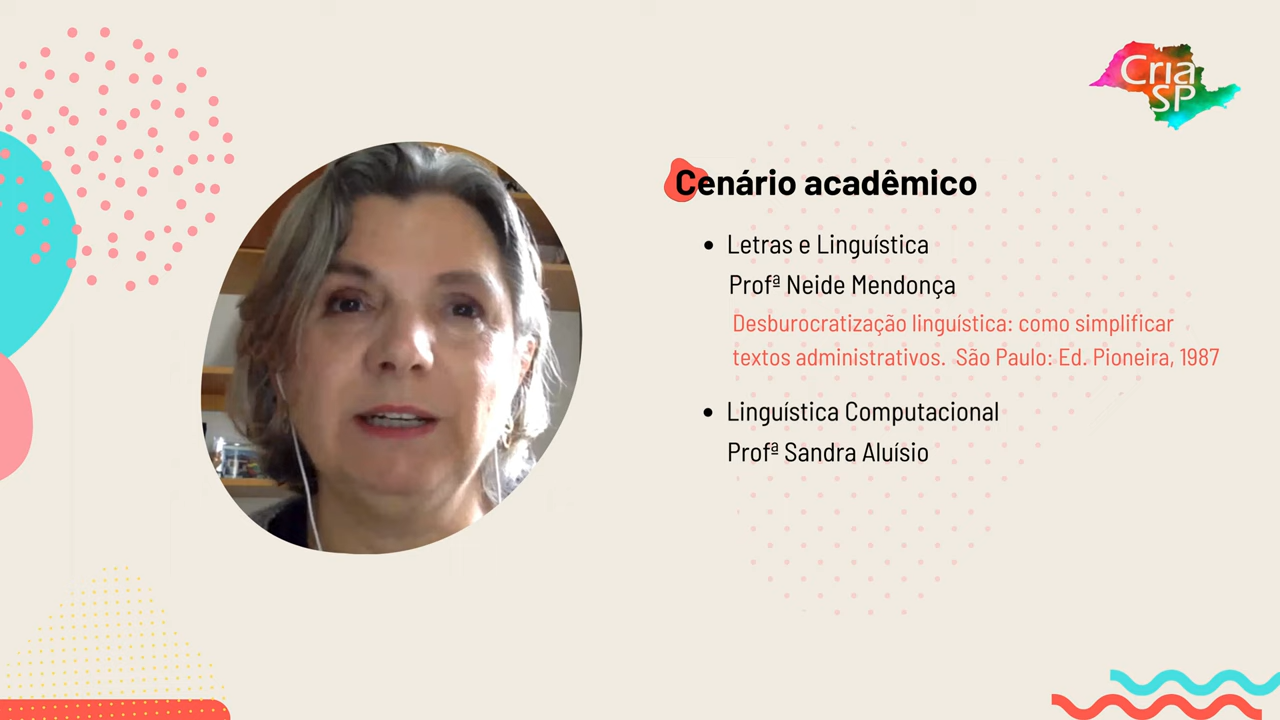 Cria
SP
Cenário acadêmico
• Letras e Linguística
Profª Neide Mendonça
Desburocratização linguística: como simplificar
textos administrativos. São Paulo: Ed. Pioneira, 1987
• Linguística Computacional
Profª Sandra Aluísio